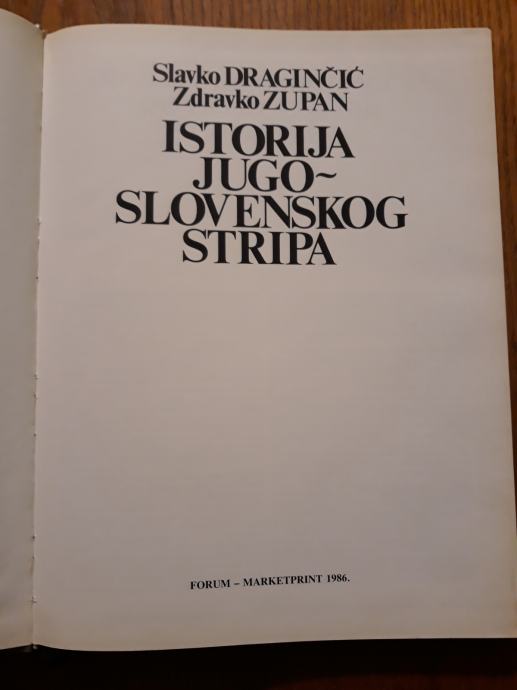 Slavko DRAGINČIĆ
Zdravko ZUPAN
ISTORIJA
JUGO~
SLOVENSKOG
STRIPA
FORUM – MARKETPRINT 1986.